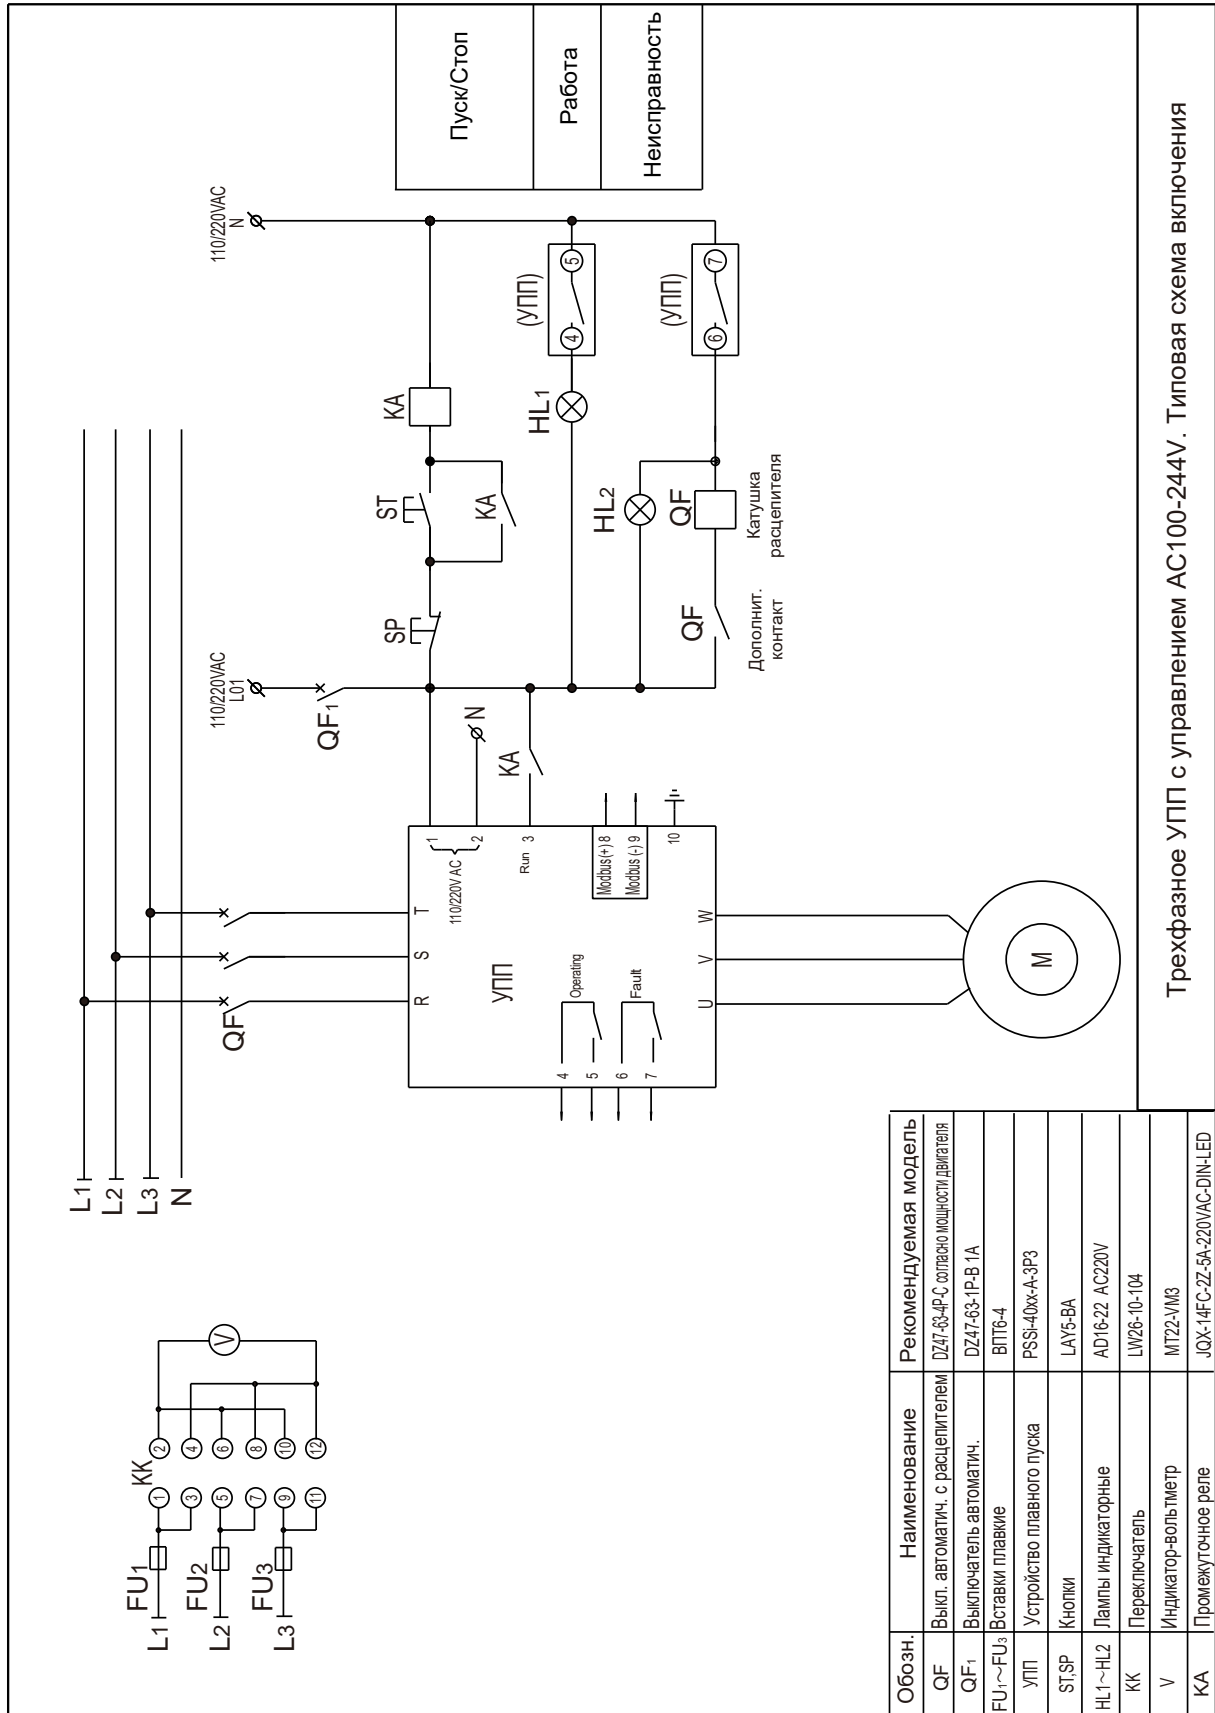 Пуск/Стоп
Работа
Неисправность
110/220VAC
N
110/220VAC
L01
QF1
SP
ST
KA
KA
HL1
(УПП)
4
5
HL2
QF
Катушка
расцепителя
QF
Дополнит.
контакт
(УПП)
6
7
N
KA
L1
L2
L3
N
QF
R
S
T
УПП
110/220V AC
1
2
Run 3
Modbus(+) 8
Modbus (-) 9
10
Operating
Fault
4
5
6
7
U
V
W
M
KK
V
FU1
FU2
FU3
L1
L2
L3
1
3
5
7
9
11
2
4
6
8
10
12
Обозн. Наименование Рекомендуемая модель
QF Выкл. автоматич. с расцепителем DZ47-63-4P-C согласно мощности двигателя
QF1 Выключатель автоматич. DZ47-63-1P-B 1A
FU1~FU3 Вставки плавкие ВПТ6-4
УПП Устройство плавного пуска PSSi-40xx-A-3P3
ST,SP Кнопки LAY5-BA
HL1~HL2 Лампы индикаторные AD16-22 AC220V
KK Переключатель LW26-10-104
V Индикатор-вольтметр MT22-VM3
KA Промежуточное реле JQX-14FC-2Z-5A-220VAC-DIN-LED
Трехфазное УПП с управлением AC100-244V. Типовая схема включения